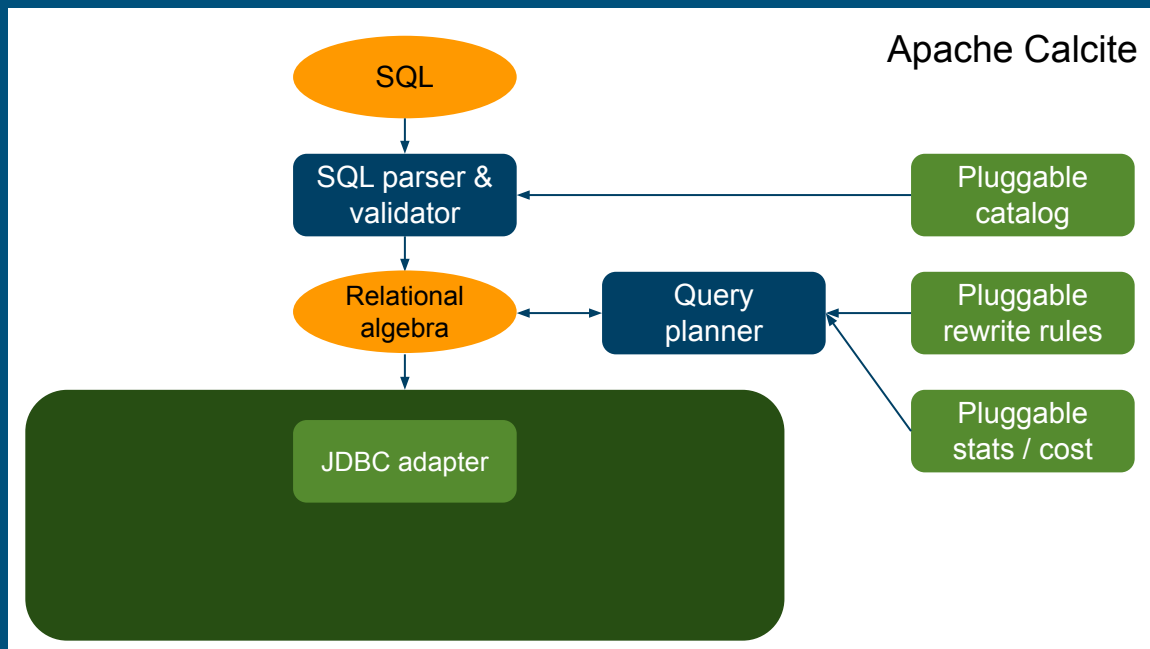 Apache Calcite
SQL
SQL parser &
validator
Pluggable
catalog
Relational
algebra
Query
planner
Pluggable
rewrite rules
Pluggable
stats / cost
JDBC adapter